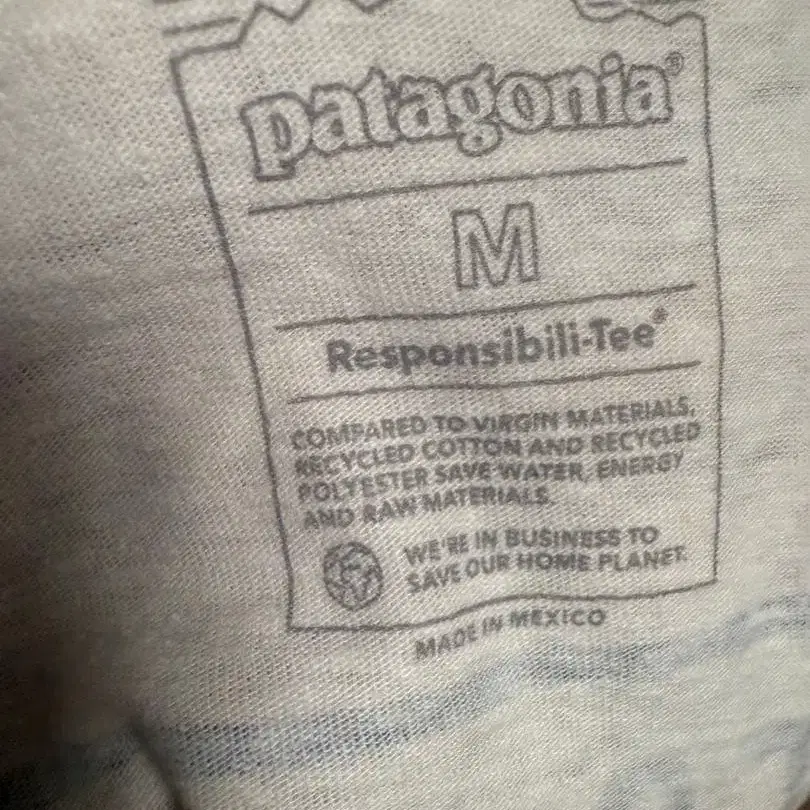 patagonia®
M
Responsibili-Tee®
COMPARED TO VIRGIN MATERIALS,
RECYCLED COTTON AND RECYCLED
POLYESTER SAVE WATER, ENERGY
AND RAW MATERIALS.
WE'RE IN BUSINESS TO
SAVE OUR HOME PLANET.
MADE IN MEXICO